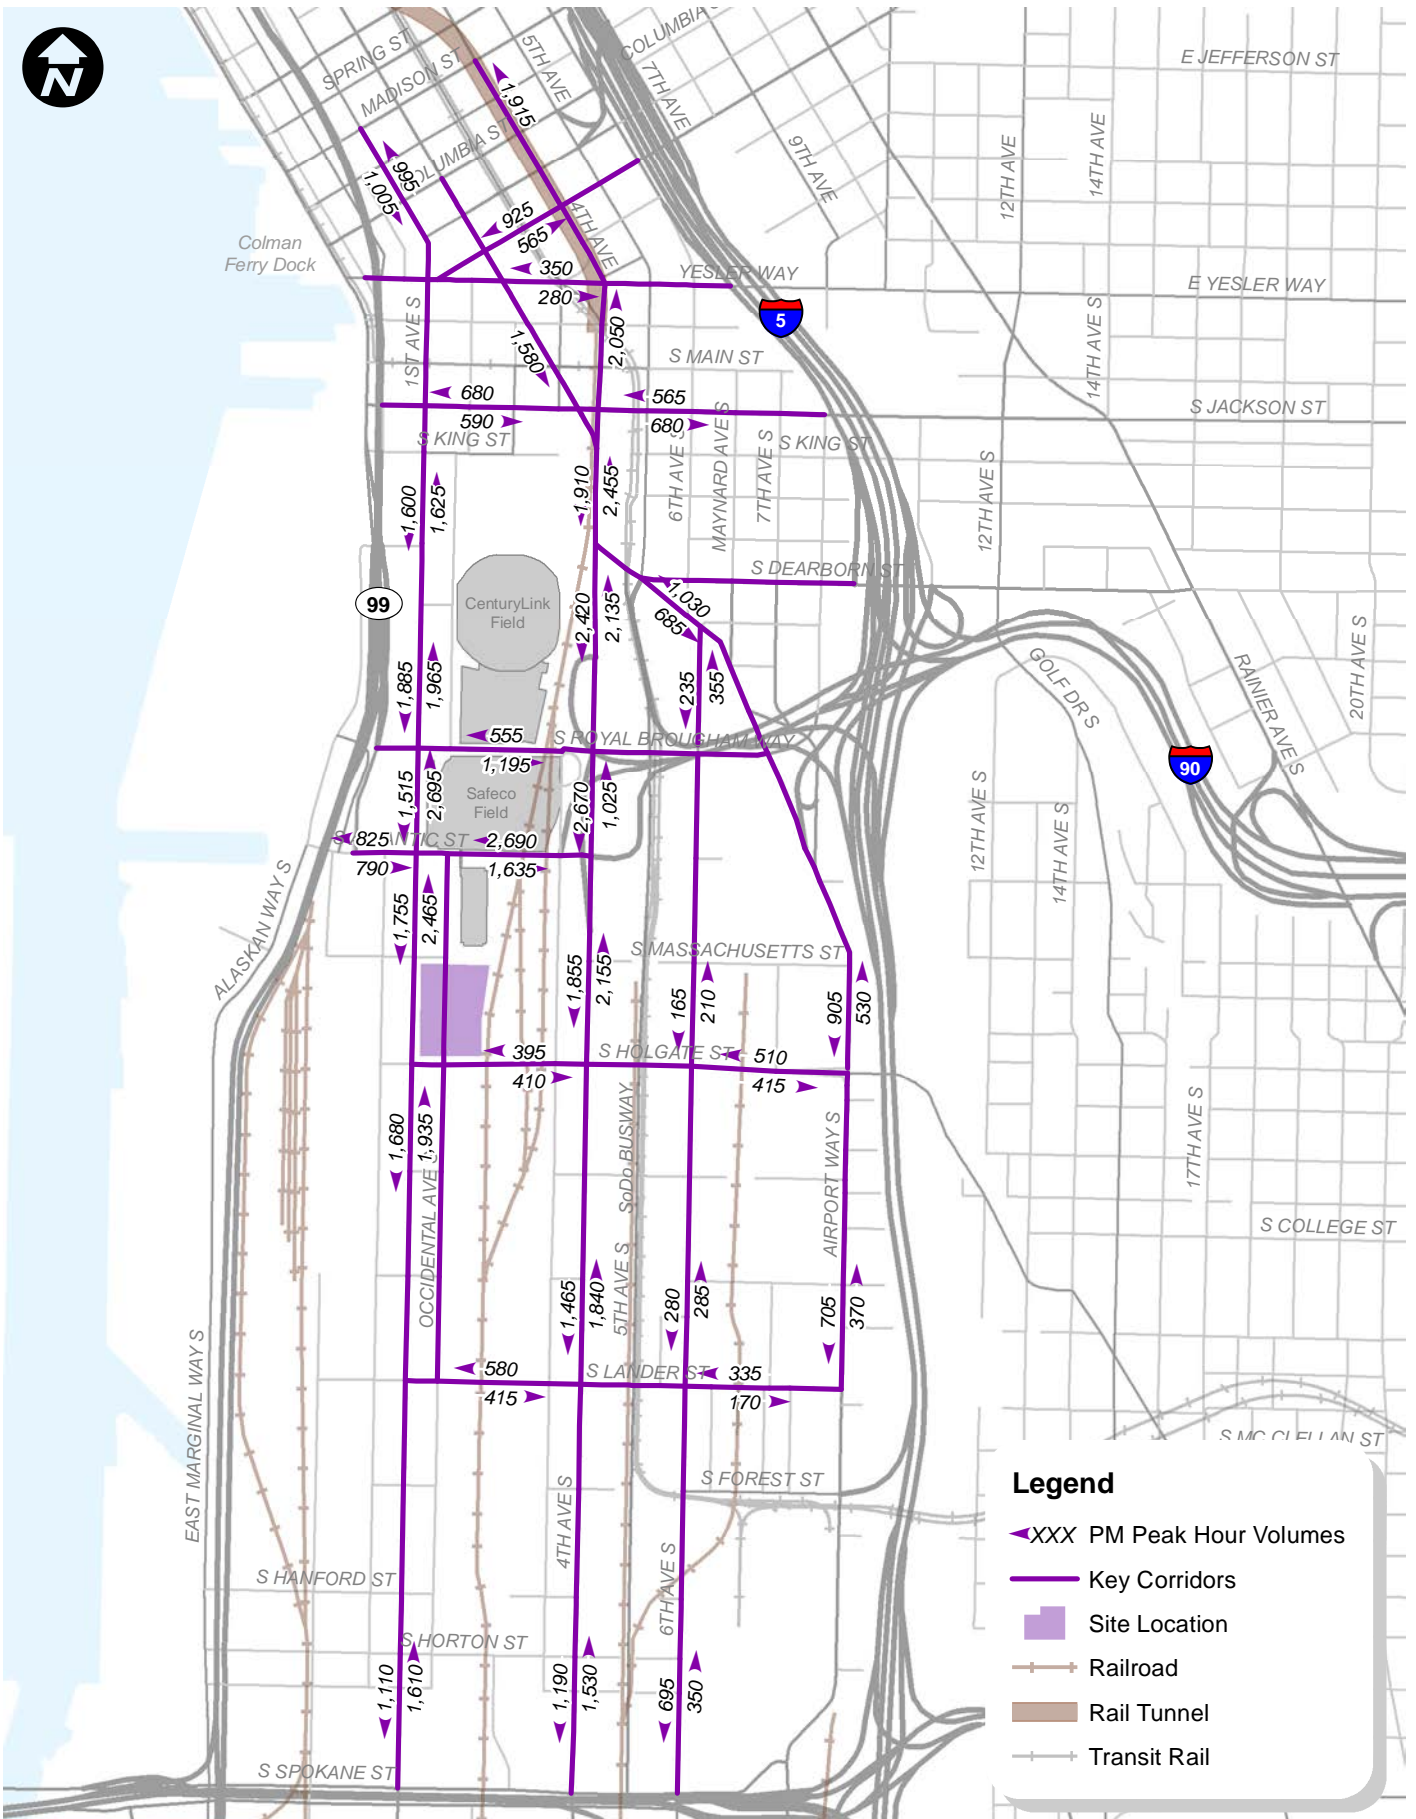 N
SPRING ST
MADISON ST
COLUMBIA ST
5TH AVE
COLUMBIA
7TH AVE
E JEFFERSON ST
9TH AVE
12TH AVE
14TH AVE
1,915
995
1,005
925
565
4TH AVE
Colman
Ferry Dock
350
280
YESLER WAY
E YESLER WAY
5
1ST AVE S
1,580
2,050
S MAIN ST
14TH AVE S
680
590
565
680
S JACKSON ST
S KING ST
S KING ST
6TH AVE S
MAYNARD AVE S
7TH AVE S
12TH AVE S
1,600
1,625
1,910
2,455
S DEARBORN ST
99
CenturyLink
Field
2,420
2,135
1,030
685
1,885
1,965
235
355
GOLF DR S
RAINIER AVE S
20TH AVE S
555
1,195
S ROYAL BROUGHAM WAY
90
1,515
2,695
Safeco
Field
2,670
1,025
12TH AVE S
14TH AVE S
825
790
2,690
1,635
ALASKAN WAY S
1,755
2,465
S MASSACHUSETTS ST
1,855
2,155
165
210
905
530
395
410
S HOLGATE ST
510
415
1,680
1,935
OCCIDENTAL AVE S
SoDo BUSWAY
AIRPORT WAY S
17TH AVE S
S COLLEGE ST
5TH AVE S
1,465
1,840
280
285
705
370
EAST MARGINAL WAY S
580
415
S LANDER ST
335
170
S MC CLELLAN ST
S FOREST ST
4TH AVE S
6TH AVE S
S HANFORD ST
S HORTON ST
1,110
1,610
1,190
1,530
695
350
S SPOKANE ST
Legend
XXX PM Peak Hour Volumes
Key Corridors
Site Location
Railroad
Rail Tunnel
Transit Rail